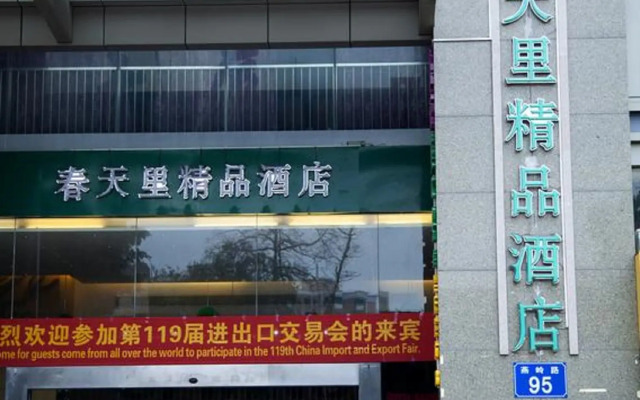 春天里精品酒店
天里精品酒店
烈欢迎参加第119届进出口交易会的来宾
ome for guests come from all over the world to participate in the 119th China Import and Export Fair.
燕岭路
95